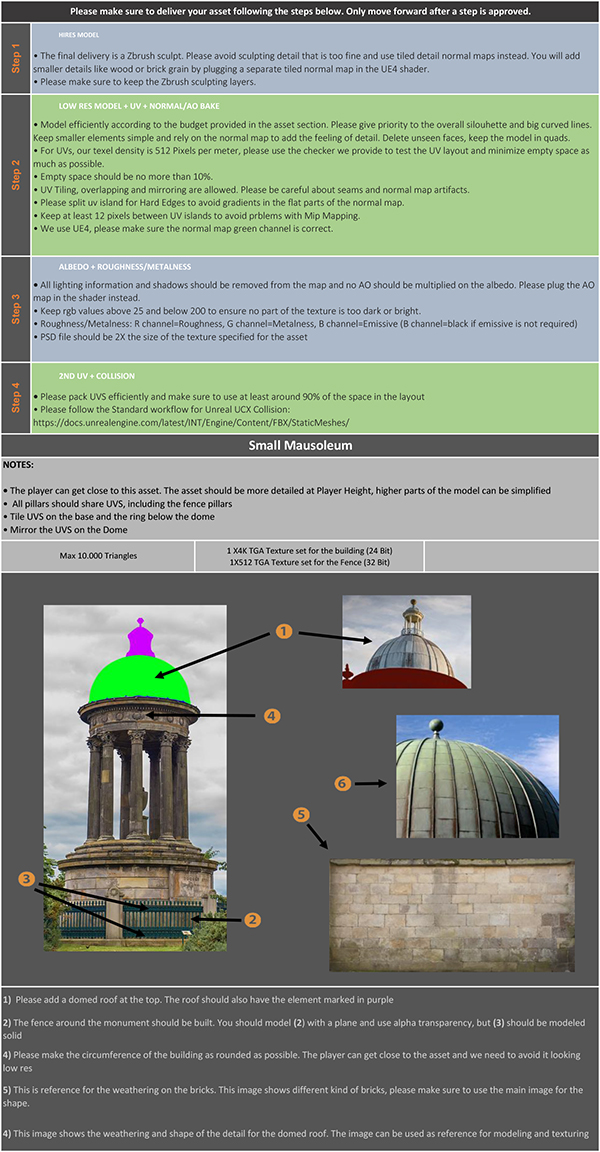 Please make sure to deliver your asset following the steps below. Only move forward after a step is approved.
Step 1
HIRES MODEL
• The final delivery is a Zbrush sculpt. Please avoid sculpting detail that is too fine and use tiled detail normal maps instead. You will add
smaller details like wood or brick grain by plugging a separate tiled normal map in the UE4 shader.
• Please make sure to keep the Zbrush sculpting layers.
Step 2
LOW RES MODEL + UV + NORMAL/AO BAKE
• Model efficiently according to the budget provided in the asset section. Please give priority to the overall silouhette and big curved lines.
Keep smaller elements simple and rely on the normal map to add the feeling of detail. Delete unseen faces, keep the model in quads.
• For UVs, our texel density is 512 Pixels per meter, please use the checker we provide to test the UV layout and minimize empty space as
much as possible.
• Empty space should be no more than 10%.
• UV Tiling, overlapping and mirroring are allowed. Please be careful about seams and normal map artifacts.
• Please split uv island for Hard Edges to avoid gradients in the flat parts of the normal map.
• Keep at least 12 pixels between UV islands to avoid prblems with Mip Mapping.
• We use UE4, please make sure the normal map green channel is correct.
Step 3
ALBEDO + ROUGHNESS/METALNESS
• All lighting information and shadows should be removed from the map and no AO should be multiplied on the albedo. Please plug the AO
map in the shader instead.
• Keep rgb values above 25 and below 200 to ensure no part of the texture is too dark or bright.
• Roughness/Metalness: R channel=Roughness, G channel=Metalness, B channel=Emissive (B channel=black if emissive is not required)
• PSD file should be 2X the size of the texture specified for the asset
Step 4
2ND UV + COLLISION
• Please pack UVS efficiently and make sure to use at least around 90% of the space in the layout
• Please follow the Standard workflow for Unreal UCX Collision:
https://docs.unrealengine.com/latest/INT/Engine/Content/FBX/StaticMeshes/
Small Mausoleum
NOTES:
• The player can get close to this asset. The asset should be more detailed at Player Height, higher parts of the model can be simplified
• All pillars should share UVS, including the fence pillars
• Tile UVS on the base and the ring below the dome
• Mirror the UVS on the Dome
Max 10.000 Triangles
1 X4K TGA Texture set for the building (24 Bit)
1X512 TGA Texture set for the Fence (32 Bit)
1
4
6
5
3
2
1) Please add a domed roof at the top. The roof should also have the element marked in purple
2) The fence around the monument should be built. You should model (2) with a plane and use alpha transparency, but (3) should be modeled
solid
4) Please make the circumference of the building as rounded as possible. The player can get close to the asset and we need to avoid it looking
low res
5) This is reference for the weathering on the bricks. This image shows different kind of bricks, please make sure to use the main image for the
shape.
4) This image shows the weathering and shape of the detail for the domed roof. The image can be used as reference for modeling and texturing